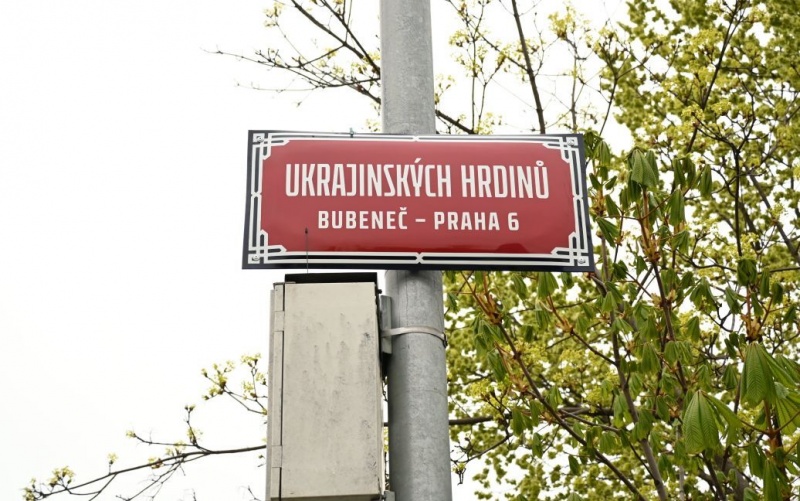 UKRAJINSKÝCH HRDINŮ
BUBENEČ – PRAHA 6